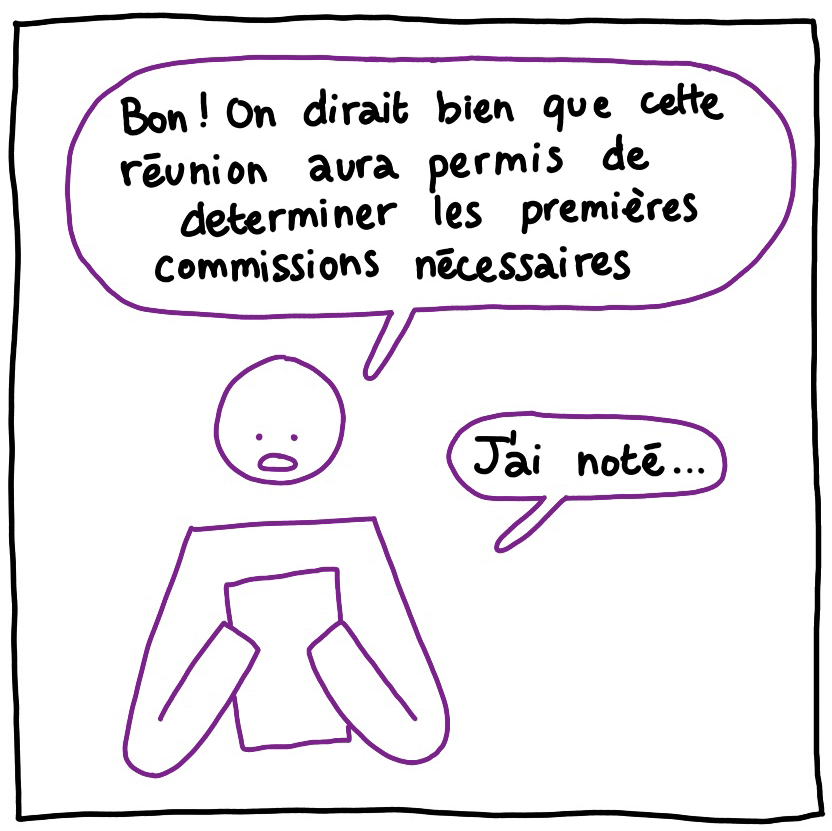 Bon ! On dirait bien que cette
réunion aura permis de
determiner les premières
commissions nécessaires
J'ai noté...